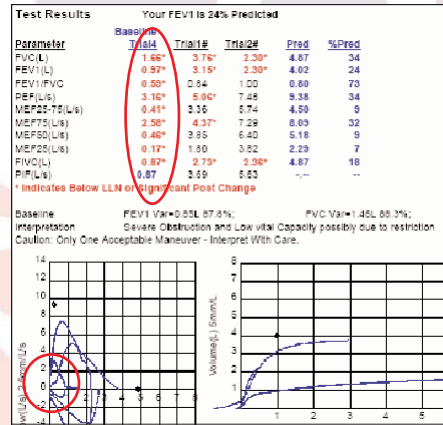 Test Results Your FEV1 is 24% Predicted
Baseline
Parameter Trial4 Trial1# Trial2# Pred %Pred
FVC(L) 1.66* 3.76* 2.30* 4.87 34
FEV1(L) 0.97* 3.15* 2.30* 4.02 24
FEV1/FVC 0.59* 0.84 1.00 0.80 73
PEF(L/s) 3.16* 5.06* 7.48 9.38 34
MEF25-75(L/s) 0.41* 3.36 5.74 4.50 9
MEF75(L/s) 2.58* 4.37* 7.29 8.09 32
MEF50(L/s) 0.46* 3.85 6.40 5.18 9
MEF25(L/s) 0.17* 1.80 3.82 2.29 7
FIVC(L) 0.87* 2.73* 2.36* 4.87 18
PIF(L/s) 0.87 3.69 5.63 -.-- --
* Indicates Below LLN or Significant Post Change
Baseline FEV1 Var=0.85L 87.8%; FVC Var=1.46L 88.3%;
Interpretation Severe Obstruction and Low vital Capacity possibly due to restriction
Caution: Only One Acceptable Maneuver - Interpret With Care.
14
12
10
8
6
4
2
0
-2
-4
2 3 4 5 6 7 8
8
7
6
5
4
3
2
1
Volume(L) 5mm/L
1 2 4 5